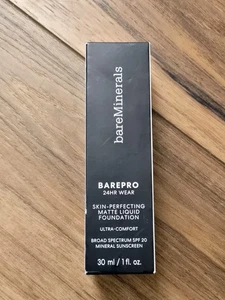 bareMinerals
BAREPRO
24HR WEAR
SKIN-PERFECTING
MATTE LIQUID
FOUNDATION
ULTRA-COMFORT
BROAD SPECTRUM SPF 20
MINERAL SUNSCREEN
30 ml / 1 fl. oz.